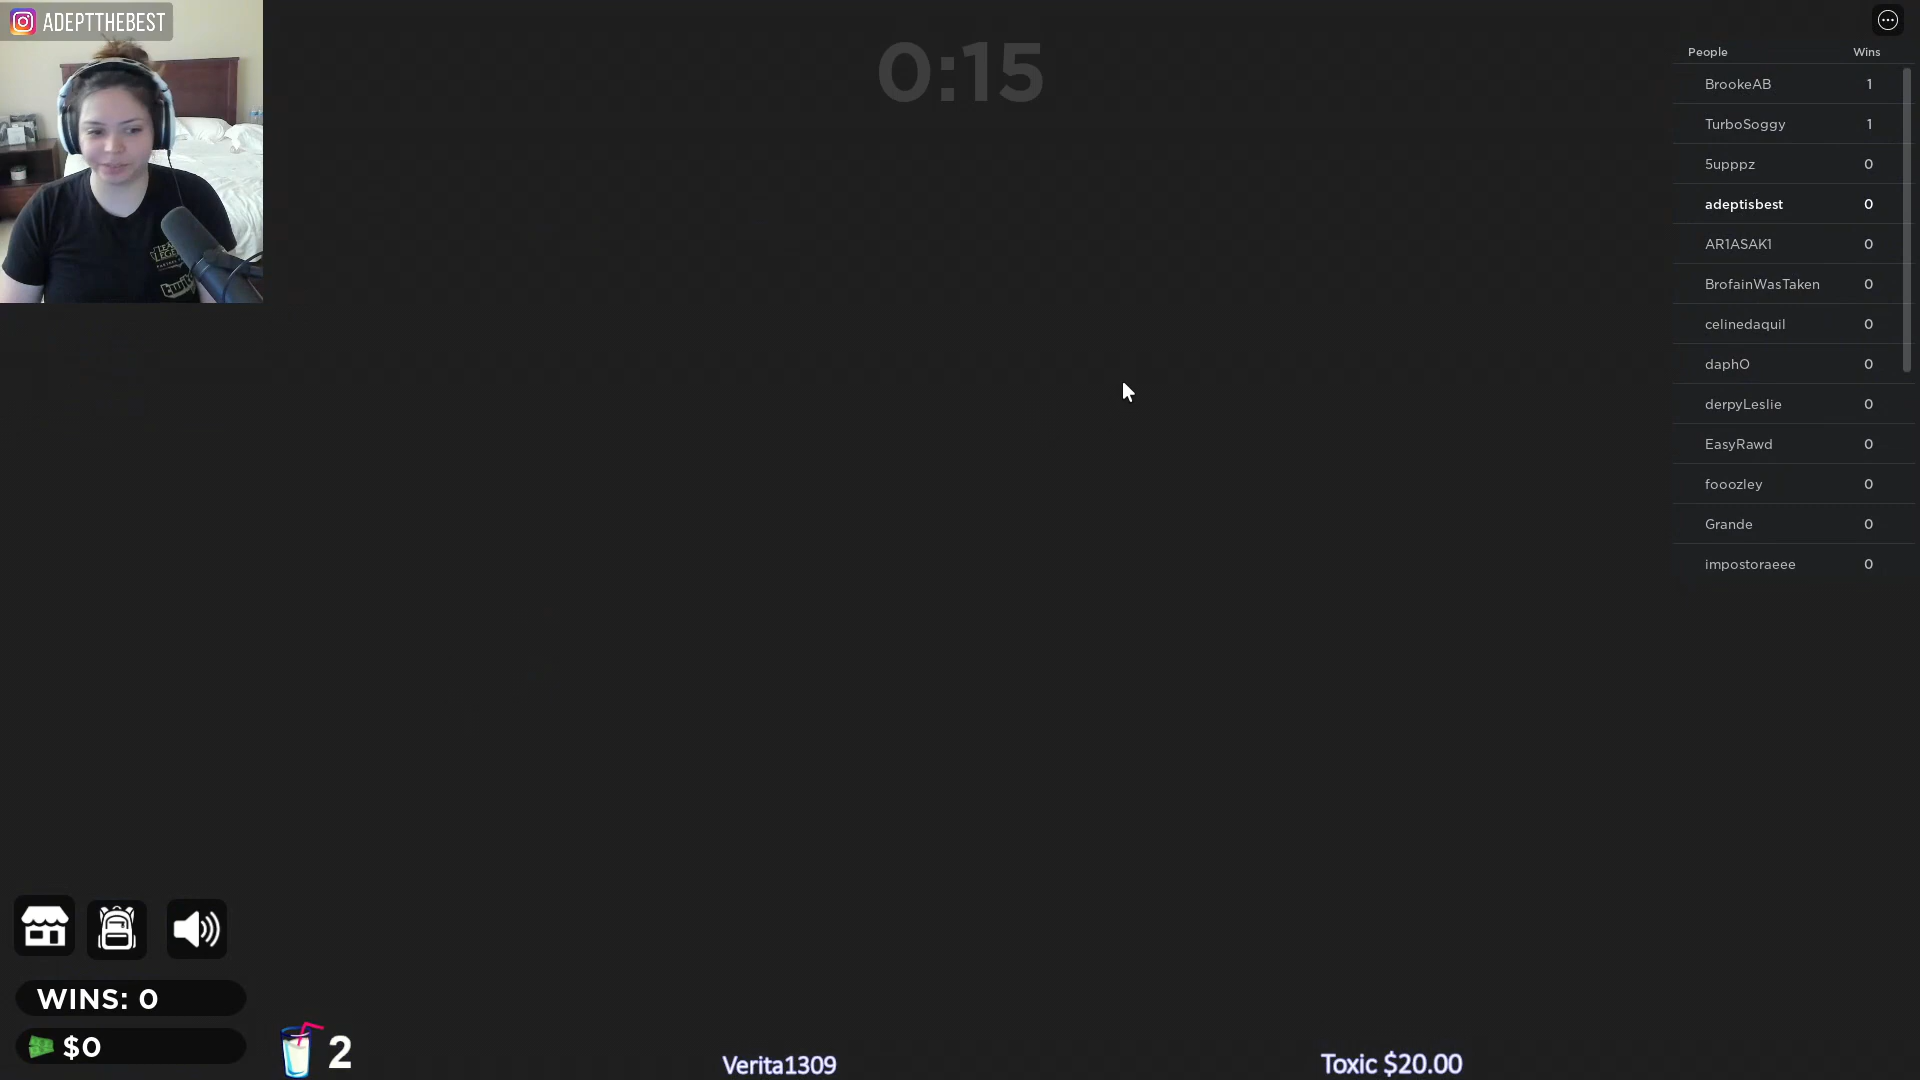 ADEPTTHEBEST
0:15
People Wins
BrookeAB 1
TurboSoggy 1
5upppz 0
adeptisbest 0
AR1ASAK1 0
BrofainWasTaken 0
celinedaquil 0
daphO 0
derpyLeslie 0
EasyRawd 0
fooozley 0
Grande 0
impostoraeee 0
WINS: 0
$0
2
Verita1309
Toxic $20.00